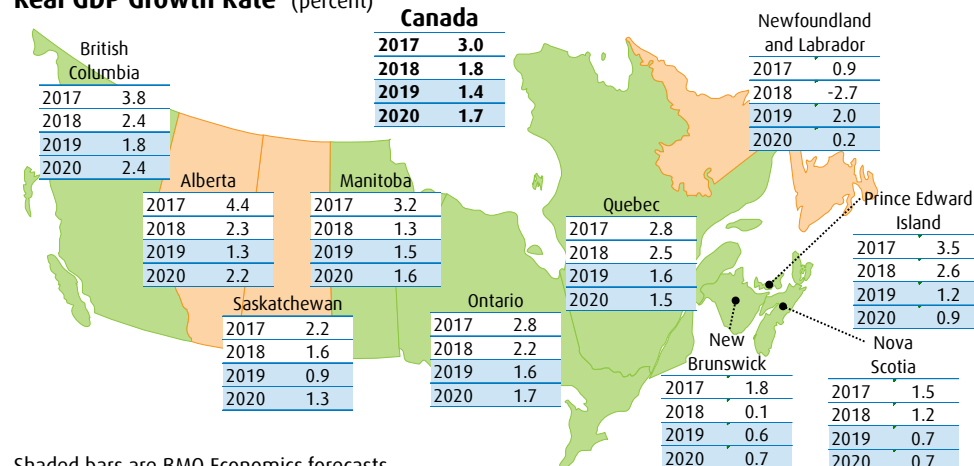 Real GDP Growth Rate (percent)
Canada
2017 3.0
2018 1.8
2019 1.4
2020 1.7
British
Columbia
2017 3.8
2018 2.4
2019 1.8
2020 2.4
Newfoundland
and Labrador
2017 0.9
2018 -2.7
2019 2.0
2020 0.2
Alberta
2017 4.4
2018 2.3
2019 1.3
2020 2.2
Manitoba
2017 3.2
2018 1.3
2019 1.5
2020 1.6
Quebec
2017 2.8
2018 2.5
2019 1.6
2020 1.5
Prince Edward
Island
2017 3.5
2018 2.6
2019 1.2
2020 0.9
Saskatchewan
2017 2.2
2018 1.6
2019 0.9
2020 1.3
Ontario
2017 2.8
2018 2.2
2019 1.6
2020 1.7
New
Brunswick
2017 1.8
2018 0.1
2019 0.6
2020 0.7
Nova
Scotia
2017 1.5
2018 1.2
2019 0.7
2020 0.7
Shaded bars are BMO Economics forecasts